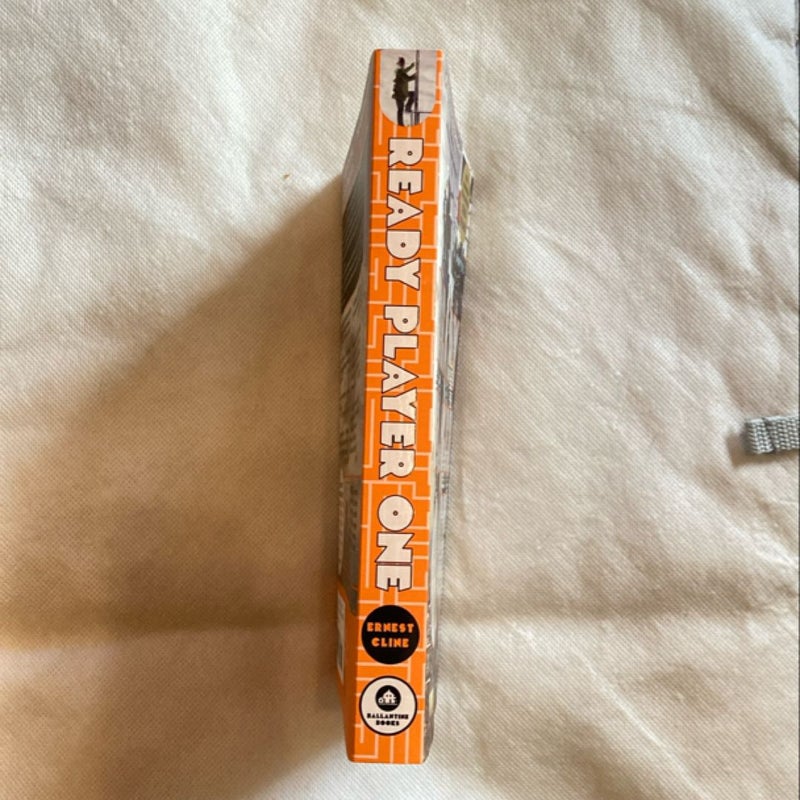 READY PLAYER ONE
ERNEST
CLINE
BALLANTINE
BOOKS